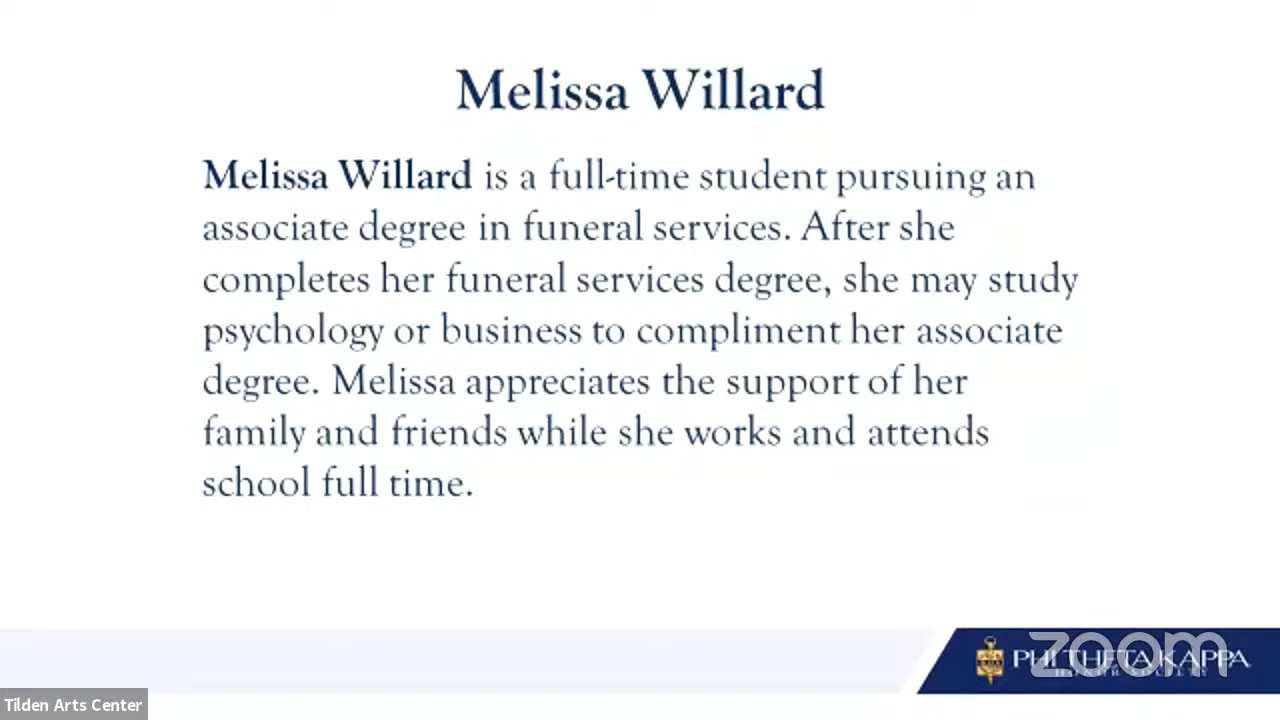 Melissa Willard
Melissa Willard is a full-time student pursuing an
associate degree in funeral services. After she
completes her funeral services degree, she may study
psychology or business to compliment her associate
degree. Melissa appreciates the support of her
family and friends while she works and attends
school full time.
zoom
PHI THETA KAPPA
HONOR SOCIETY
Tilden Arts Center